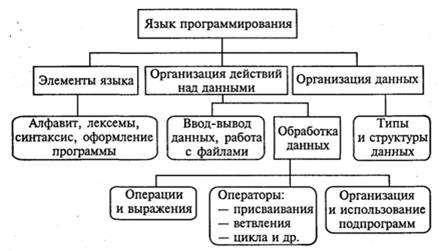 Язык программирования
Элементы языка
Организация действий
над данными
Организация данных
Алфавит, лексемы,
синтаксис, оформление
программы
Ввод-вывод
данных, работа
с файлами
Обработка
данных
Типы
и структуры
данных
Операции
и выражения
Операторы:
— присваивания
— ветвления
— цикла и др.
Организация
и использование
подпрограмм